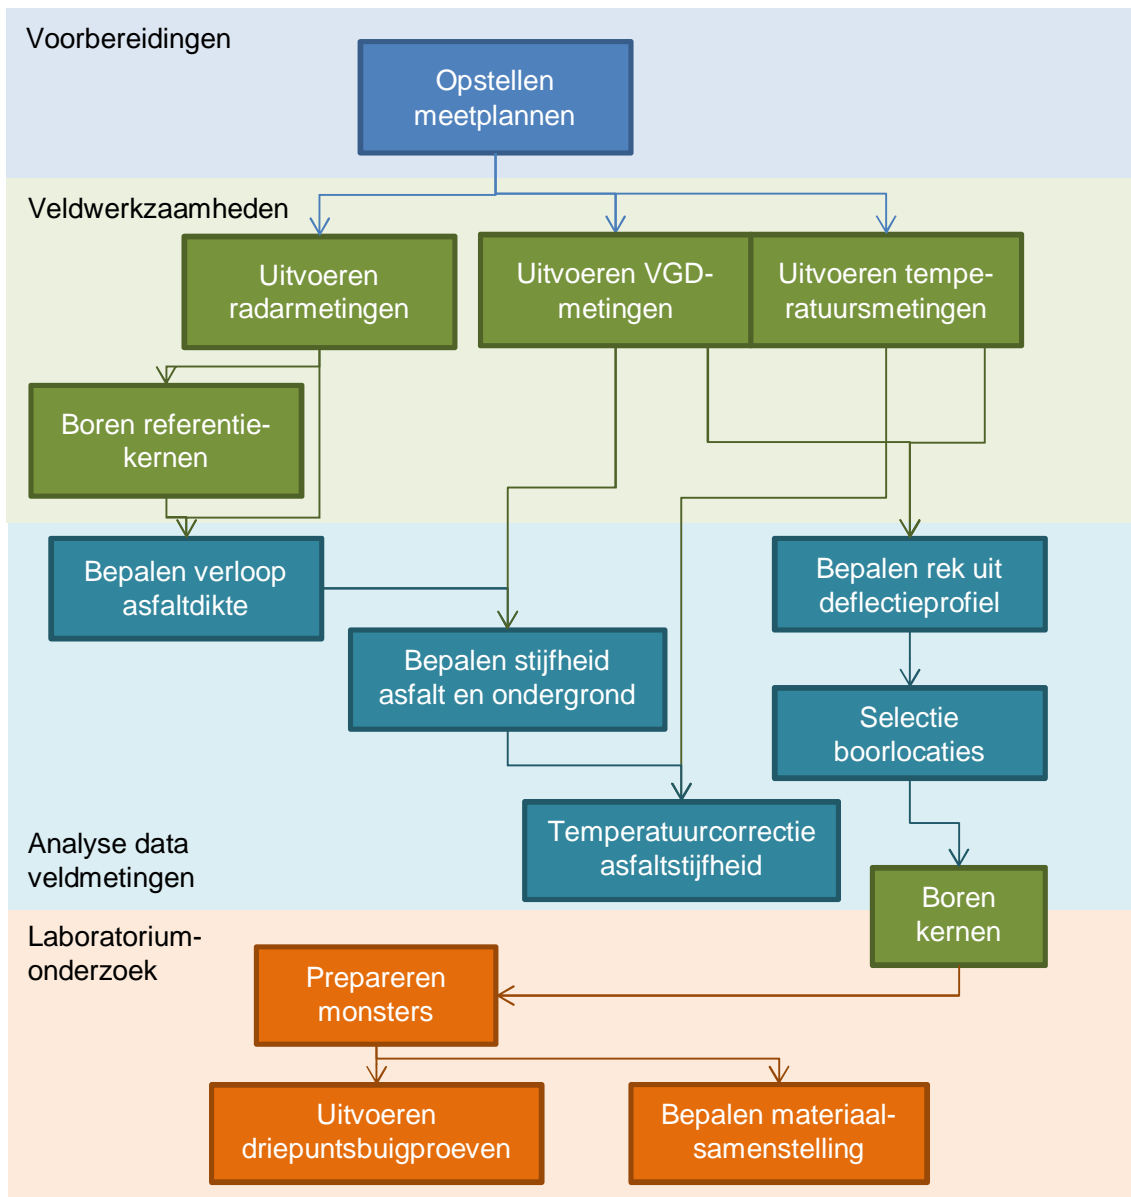 Voorbereidingen
Opstellen
meetplannen
Veldwerkzaamheden
Uitvoeren
radarmetingen
Uitvoeren VGD-
metingen
Uitvoeren tempe-
ratuursmetingen
Boren referentie-
kernen
Bepalen verloop
asfaltdikte
Bepalen rek uit
deflectieprofiel
Bepalen stijfheid
asfalt en ondergrond
Selectie
boorlocaties
Temperatuurcorrectie
asfaltstijfheid
Analyse data
veldmetingen
Boren
kernen
Laboratorium-
onderzoek
Prepareren
monsters
Uitvoeren
driepuntsbuigproeven
Bepalen materiaal-
samenstelling